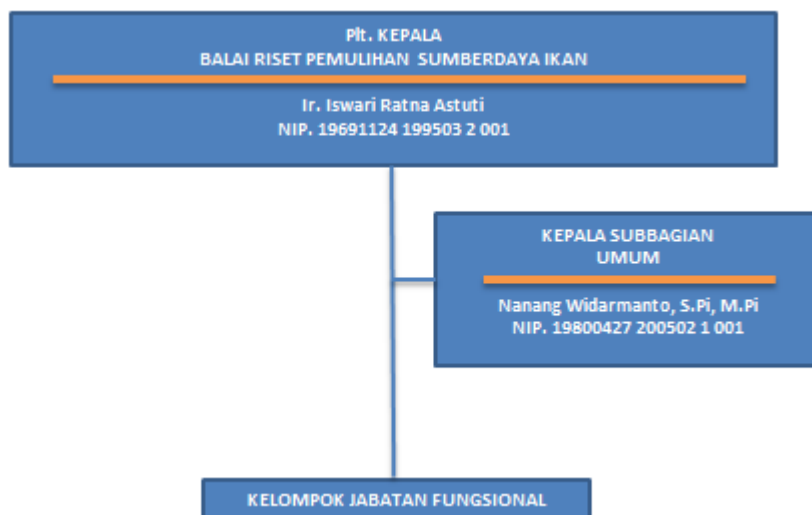 Plt. KEPALA
BALAI RISET PEMULIHAN SUMBERDAYA IKAN
Ir. Iswari Ratna Astuti
NIP. 19691124 199503 2 001
KEPALA SUBBAGIAN
UMUM
Nanang Widarmanto, S.Pi, M.Pi
NIP. 19800427 200502 1 001
KELOMPOK JABATAN FUNGSIONAL